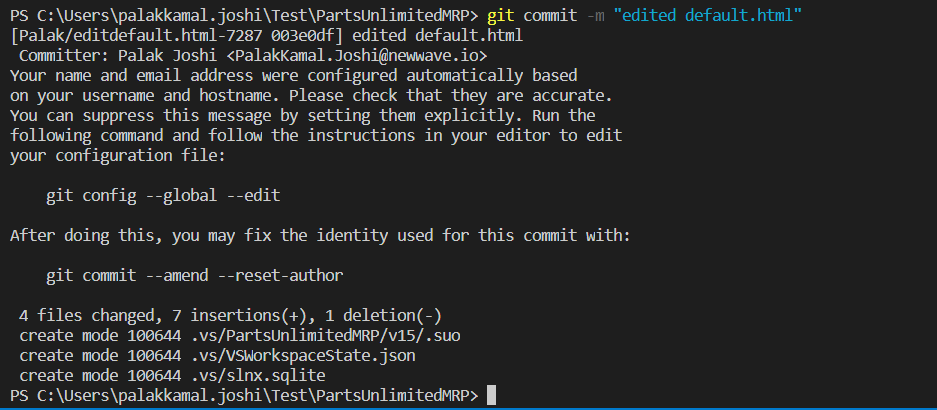 PS C:\Users\palakkamal.joshi\Test\PartsUnlimitedMRP> git commit -m "edited default.html"
[Palak/editdefault.html-7287 003e0df] edited default.html
 Committer: Palak Joshi <PalakKamal.Joshi@newwave.io>
Your name and email address were configured automatically based
on your username and hostname. Please check that they are accurate.
You can suppress this message by setting them explicitly. Run the
following command and follow the instructions in your editor to edit
your configuration file:

    git config --global --edit

After doing this, you may fix the identity used for this commit with:

    git commit --amend --reset-author

 4 files changed, 7 insertions(+), 1 deletion(-)
 create mode 100644 .vs/PartsUnlimitedMRP/v15/.suo
 create mode 100644 .vs/VSWorkspaceState.json
 create mode 100644 .vs/slnx.sqlite
PS C:\Users\palakkamal.joshi\Test\PartsUnlimitedMRP>